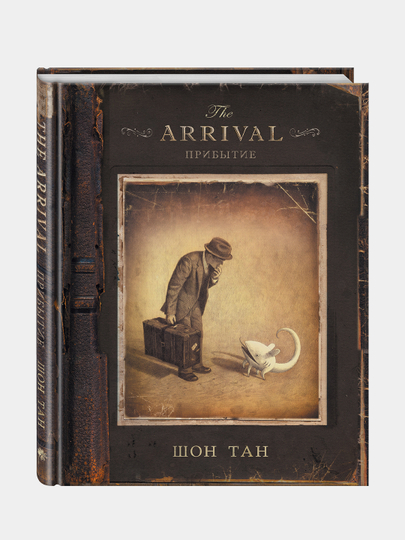 The
ARRIVAL
ПРИБЫТИЕ
ШОН ТАН
THE ARRIVAL ПРИБЫТИЕ ШОН ТАН